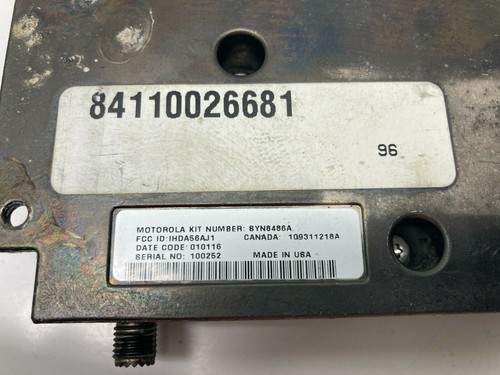 84110026681
96
MOTOROLA KIT NUMBER: SYN8486A
FCC ID: IHDA56AJ1 CANADA: 109311218A
DATE CODE: 010116
SERIAL NO: 100252 MADE IN USA